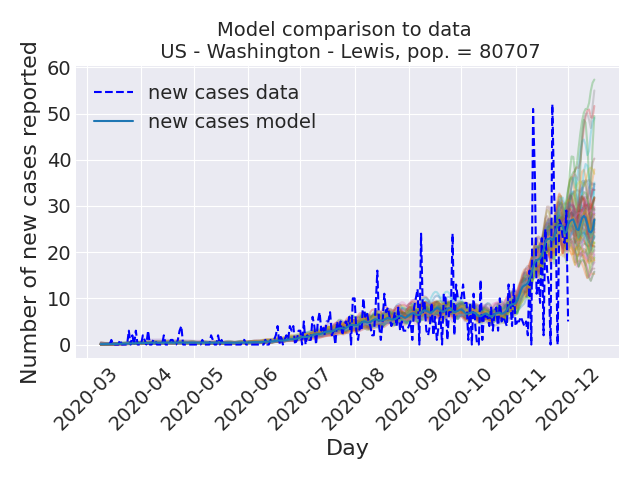 Model comparison to data
US - Washington - Lewis, pop. = 80707
Number of new cases reported
60
50
40
30
20
10
0
new cases data
new cases model
2020-03
2020-04
2020-05
2020-06
2020-07
2020-08
2020-09
2020-10
2020-11
2020-12
Day